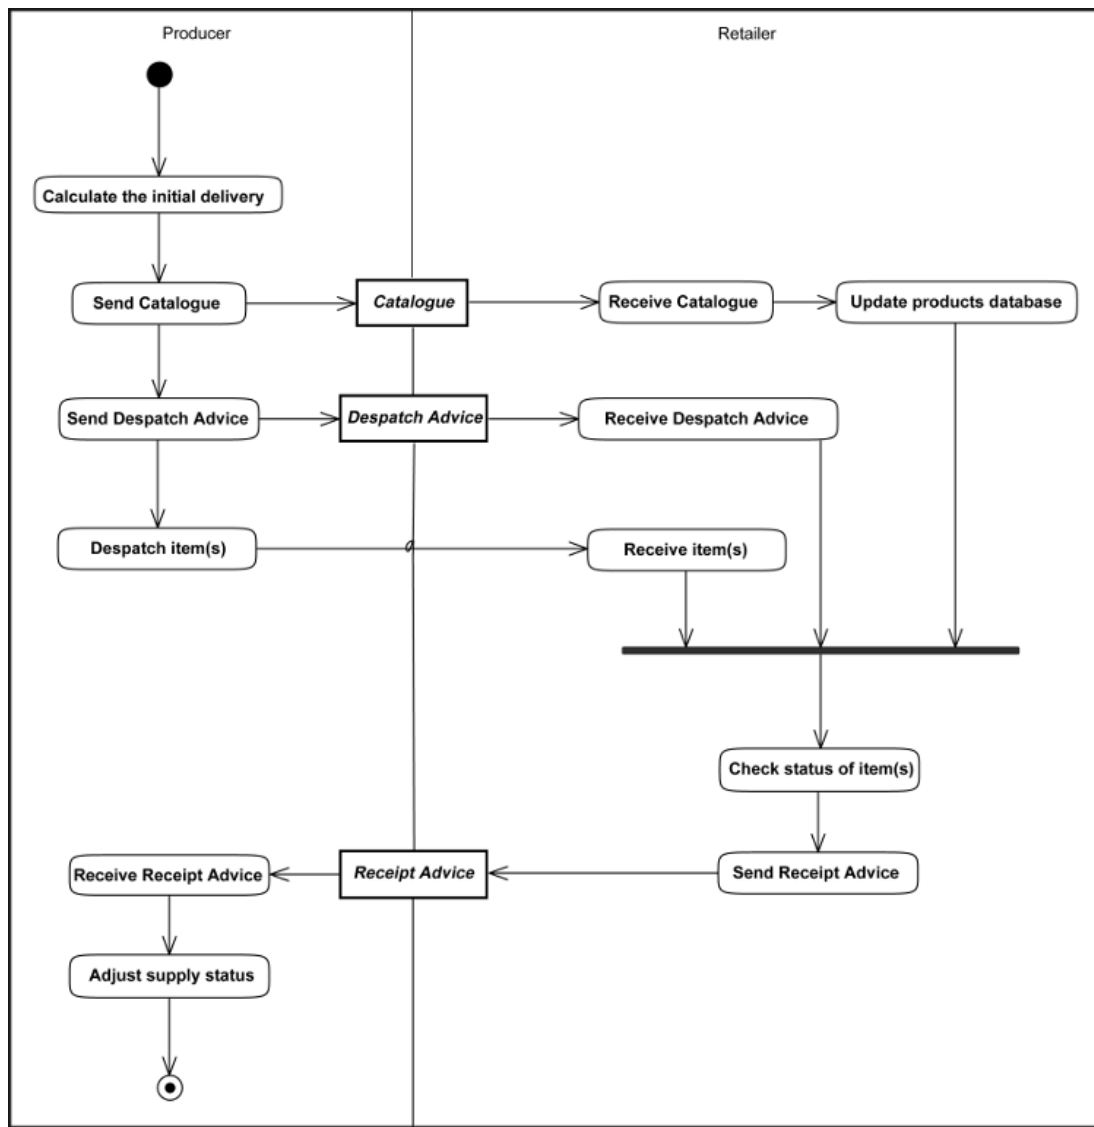 Producer
Retailer
Calculate the initial delivery
Send Catalogue
Catalogue
Receive Catalogue
Update products database
Send Despatch Advice
Despatch Advice
Receive Despatch Advice
Despatch item(s)
Receive item(s)
Check status of item(s)
Receive Receipt Advice
Receipt Advice
Send Receipt Advice
Adjust supply status